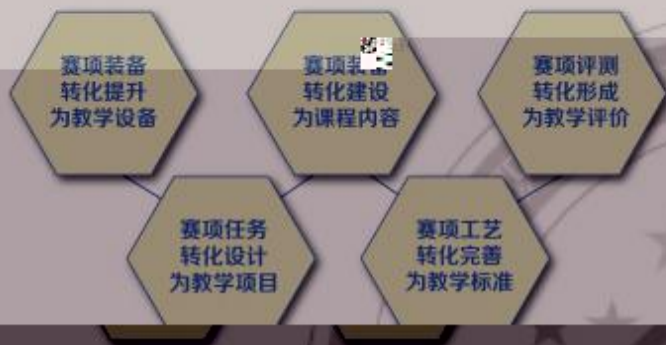 赛项装备
转化提升
为教学设备
赛项装
转化建设
为课程内容
赛项评测
转化形成
为教学评价
赛项任务
转化设计
为教学项目
赛项工艺
转化完善
为教学标准